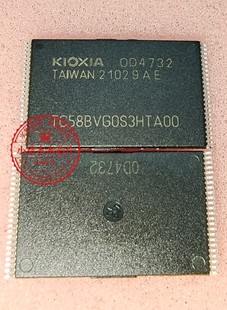 KIOXIA OD4732
TAIWAN 21029AE
TC58BVG0S3HTA00
OD4732